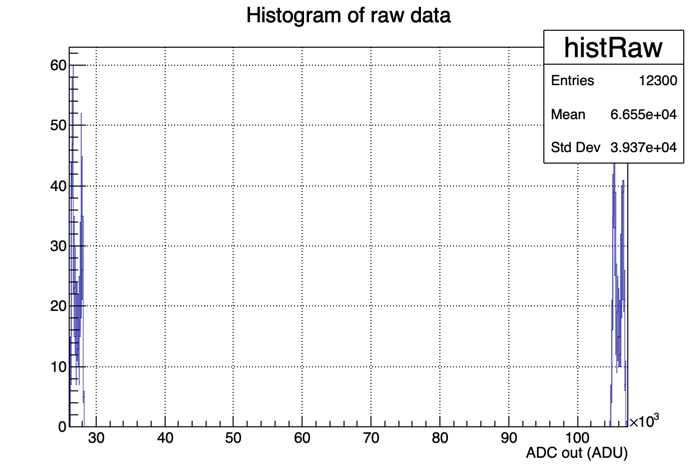 Histogram of raw data
histRaw
Entries 12300
Mean 6.655e+04
Std Dev 3.937e+04
60
50
40
30
20
10
0
30 40 50 60 70 80 90 100
×10³
ADC out (ADU)